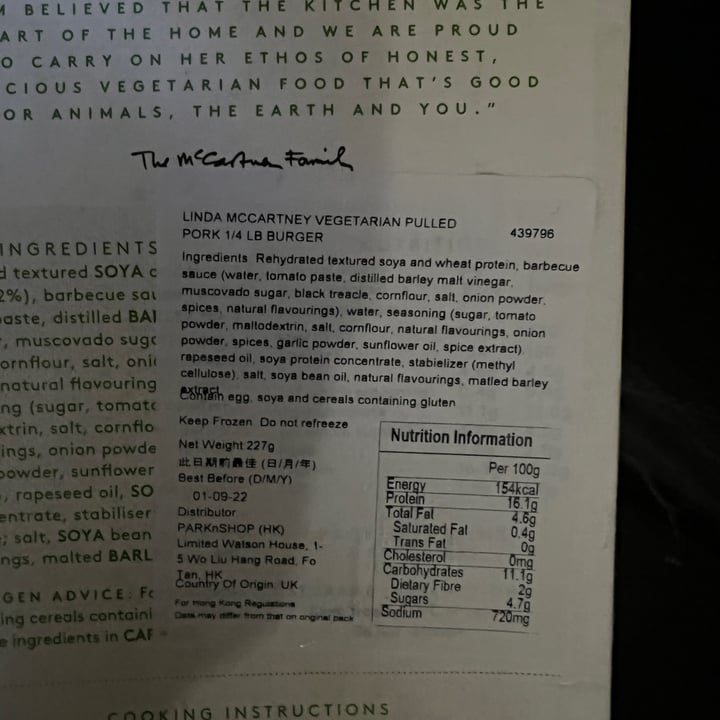 BELIEVED THAT THE KITCHEN WAS THE
ART OF THE HOME AND WE ARE PROUD
O CARRY ON HER ETHOS OF HONEST,
CIOUS VEGETARIAN FOOD THAT'S GOOD
OR ANIMALS, THE EARTH AND YOU."
The McCartney Family
INGREDIENTS
d textured SOYA c
2%), barbecue sau
paste, distilled BAI
, muscovado suga
ornflour, salt, onio
natural flavouring
ng (sugar, tomato
xtrin, salt, cornflo
ings, onion powde
powder, sunflower
, rapeseed oil, SO
entrate, stabiliser
; salt, SOYA bean
ngs, malted BARL
GEN ADVICE: Fo
ing cereals containi
e ingredients in CAP
LINDA MCCARTNEY VEGETARIAN PULLED
PORK 1/4 LB BURGER
439796
Ingredients Rehydrated textured soya and wheat protein, barbecue
sauce (water, tomato paste, distilled barley malt vinegar,
muscovado sugar, black treacle, cornflour, salt, onion powder,
spices, natural flavourings), water, seasoning (sugar, tomato
powder, maltodextrin, salt, cornflour, natural flavourings, onion
powder, spices, garlic powder, sunflower oil, spice extract)
rapeseed oil, soya protein concentrate, stabielizer (methyl
cellulose), salt, soya bean oil, natural flavourings, matled barley
extract
Contain egg, soya and cereals containing gluten
Keep Frozen Do not refreeze
Net Weight 227g
此日期前最佳 (日/月/年)
Best Before (D/M/Y)
01-09-22
Distributor
PARKnSHOP (HK)
Limited Watson House, 1-
5 Wo Liu Hang Road, Fo
Tan, HK
Country Of Origin UK
For Hong Kong Regulations
Data may differ from that on original pack
Nutrition Information
Per 100g
Energy 154kcal
Protein 16.1g
Total Fat 4.6g
Saturated Fat 0.4g
Trans Fat 0g
Cholesterol 0mg
Carbohydrates 11.1g
Dietary Fibre 2g
Sugars 4.7g
Sodium 720mg
COOKING INSTRUCTIONS